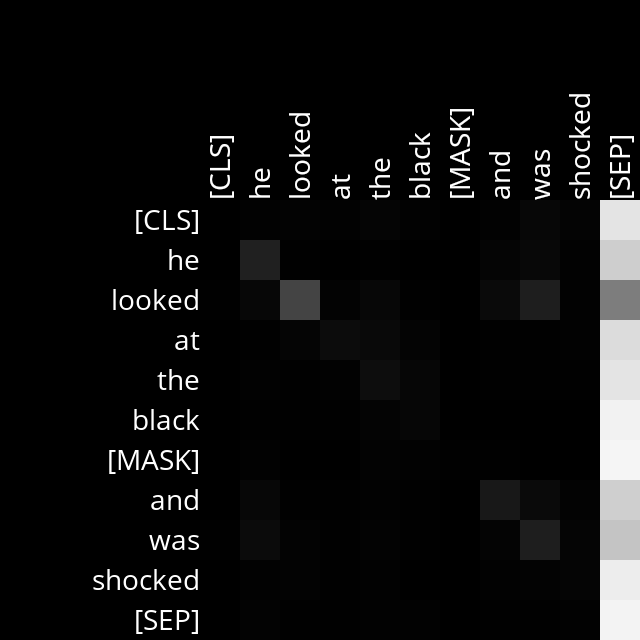 [CLS]
he
looked
at
the
black
[MASK]
and
was
shocked
[SEP]
[CLS]
he
looked
at
the
black
[MASK]
and
was
shocked
[SEP]